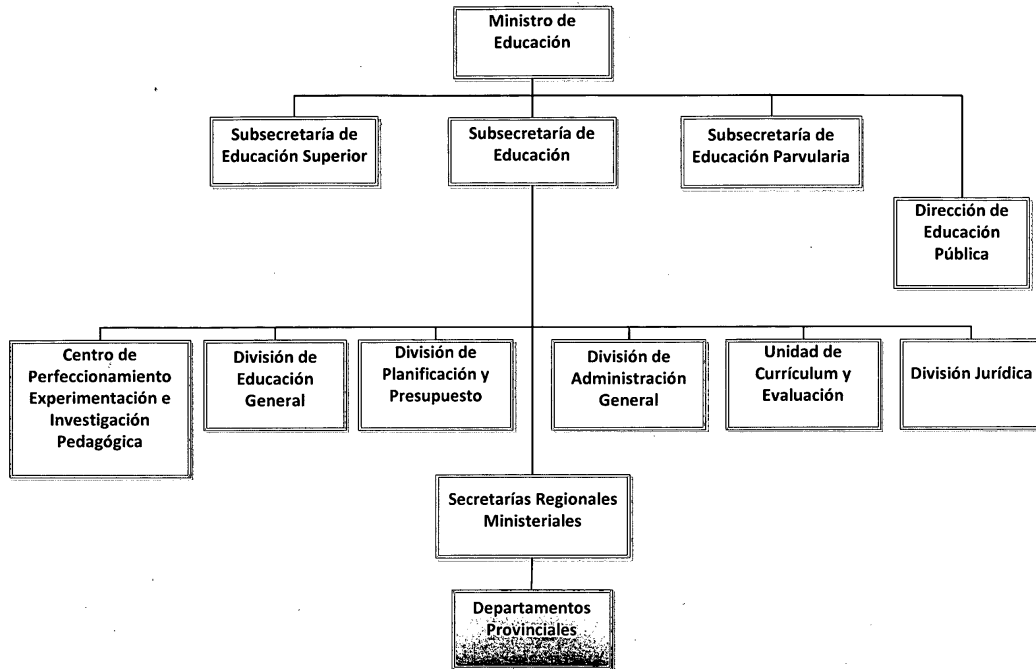 Ministro de
Educación
Subsecretaría de
Educación Superior
Subsecretaría de
Educación
Subsecretaría de
Educación Parvularia
Dirección de
Educación
Pública
Centro de
Perfeccionamiento
Experimentación e
Investigación
Pedagógica
División de
Educación
General
División de
Planificación y
Presupuesto
División de
Administración
General
Unidad de
Currículum y
Evaluación
División Jurídica
Secretarías Regionales
Ministeriales
Departamentos
Provinciales